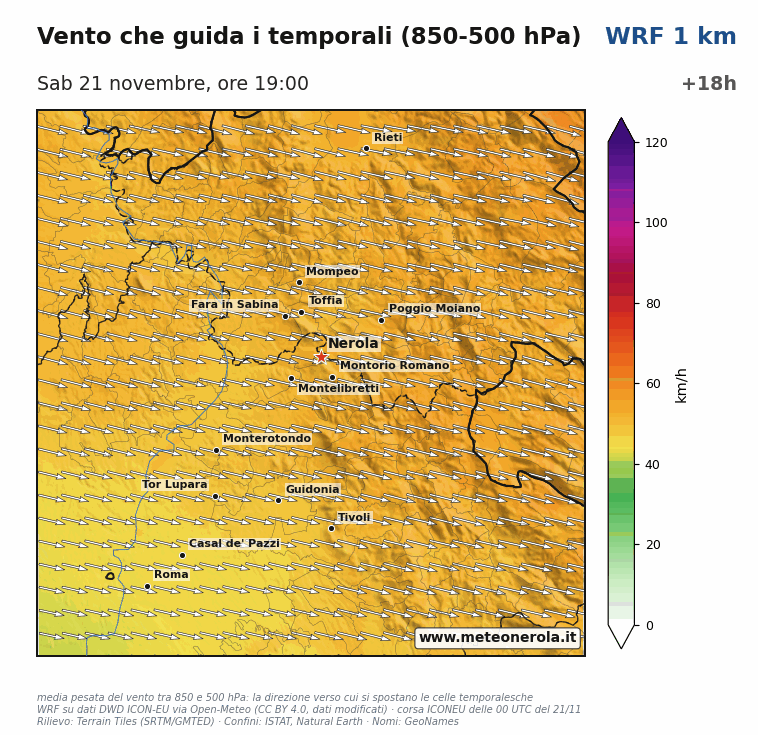 Vento che guida i temporali (850-500 hPa) WRF 1 km
Sab 21 novembre, ore 19:00 +18h
Rieti
Mompeo
Fara in Sabina
Toffia
Poggio Moiano
Nerola
Montorio Romano
Montelibretti
Monterotondo
Tor Lupara
Guidonia
Tivoli
Casal de' Pazzi
Roma
www.meteonerola.it
120
100
80
60
40
20
0
km/h
media pesata del vento tra 850 e 500 hPa: la direzione verso cui si spostano le celle temporalesche
WRF su dati DWD ICON-EU via Open-Meteo (CC BY 4.0, dati modificati) · corsa ICONEU delle 00 UTC del 21/11
Rilievo: Terrain Tiles (SRTM/GMTED) · Confini: ISTAT, Natural Earth · Nomi: GeoNames